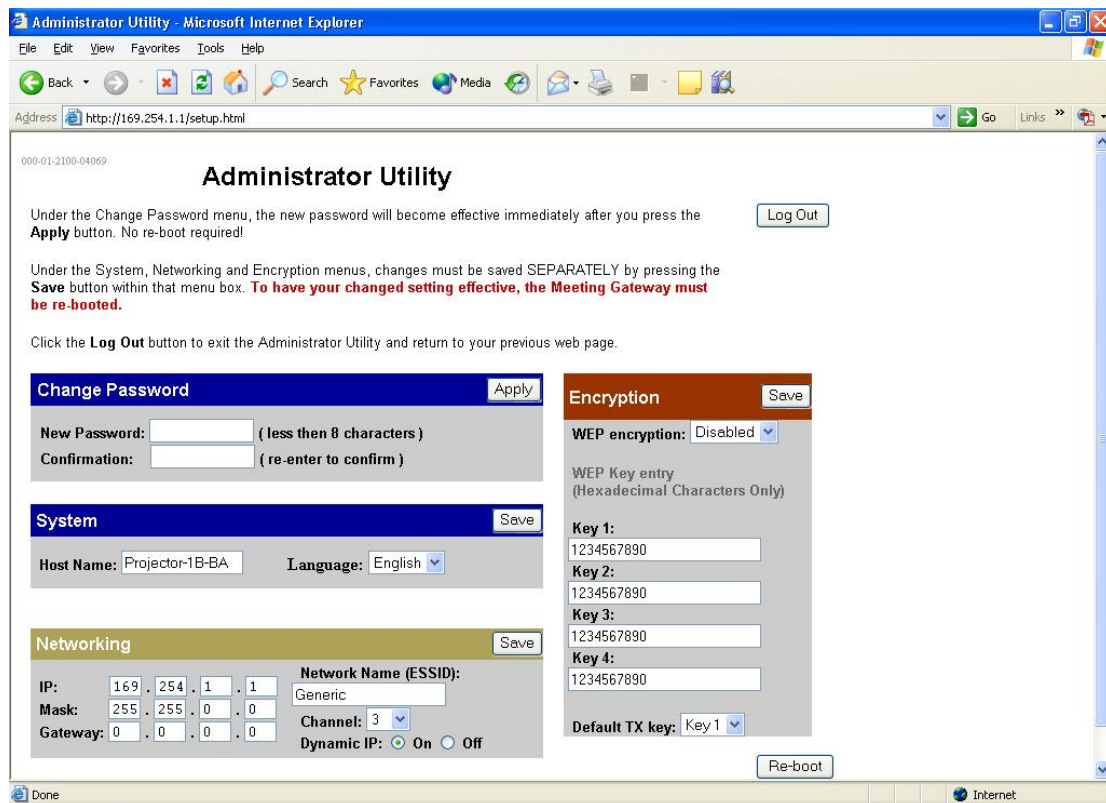 Administrator Utility - Microsoft Internet Explorer
File Edit View Favorites Tools Help
Back Search Favorites Media
Address http://169.254.1.1/setup.html Go Links »
000-01-2100-04069
Administrator Utility
Under the Change Password menu, the new password will become effective immediately after you press the
Apply button. No re-boot required!
Log Out
Under the System, Networking and Encryption menus, changes must be saved SEPARATELY by pressing the
Save button within that menu box. To have your changed setting effective, the Meeting Gateway must
be re-booted.
Click the Log Out button to exit the Administrator Utility and return to your previous web page.
Change Password Apply
New Password: ( less then 8 characters )
Confirmation: ( re-enter to confirm )
System Save
Host Name: Projector-1B-BA Language: English
Networking Save
IP: 169 . 254 . 1 . 1
Mask: 255 . 255 . 0 . 0
Gateway: 0 . 0 . 0 . 0
Network Name (ESSID):
Generic
Channel: 3
Dynamic IP: On Off
Encryption Save
WEP encryption: Disabled
WEP Key entry
(Hexadecimal Characters Only)
Key 1:
1234567890
Key 2:
1234567890
Key 3:
1234567890
Key 4:
1234567890
Default TX key: Key 1
Re-boot
Done Internet